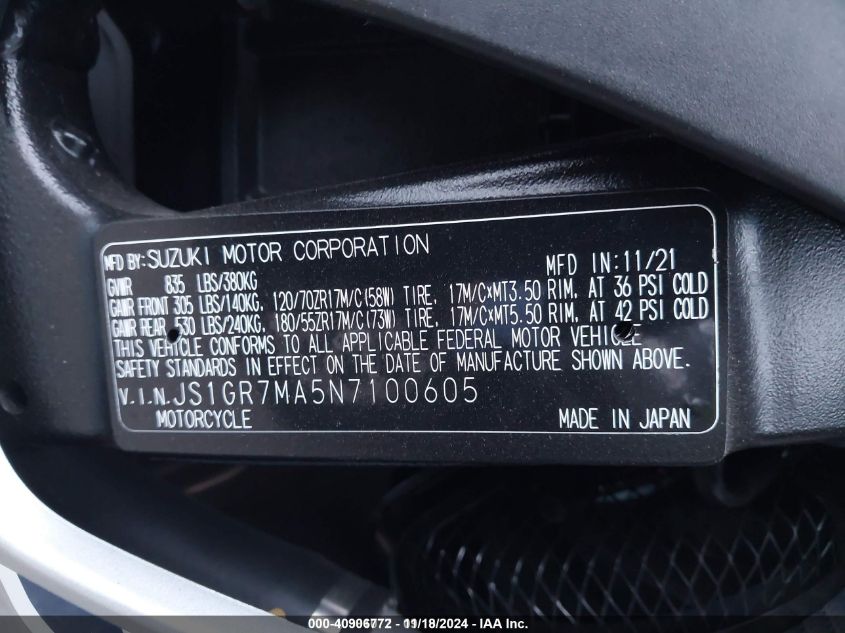 MFD BY: SUZUKI MOTOR CORPORATION MFD IN: 11/21
GVWR 835 LBS/380KG
GAWR FRONT 305 LBS/140KG, 120/70ZR17M/C(58W) TIRE, 17M/C×MT3.50 RIM, AT 36 PSI COLD
GAWR REAR 530 LBS/240KG, 180/55ZR17M/C(73W) TIRE, 17M/C×MT5.50 RIM, AT 42 PSI COLD
THIS VEHICLE CONFORMS TO ALL APPLICABLE FEDERAL MOTOR VEHICLE
SAFETY STANDARDS IN EFFECT ON THE DATE OF MANUFACTURE SHOWN ABOVE.
V.I.N. JS1GR7MA5N7100605
MOTORCYCLE MADE IN JAPAN
000-40906772 - 11/18/2024 - IAA Inc.